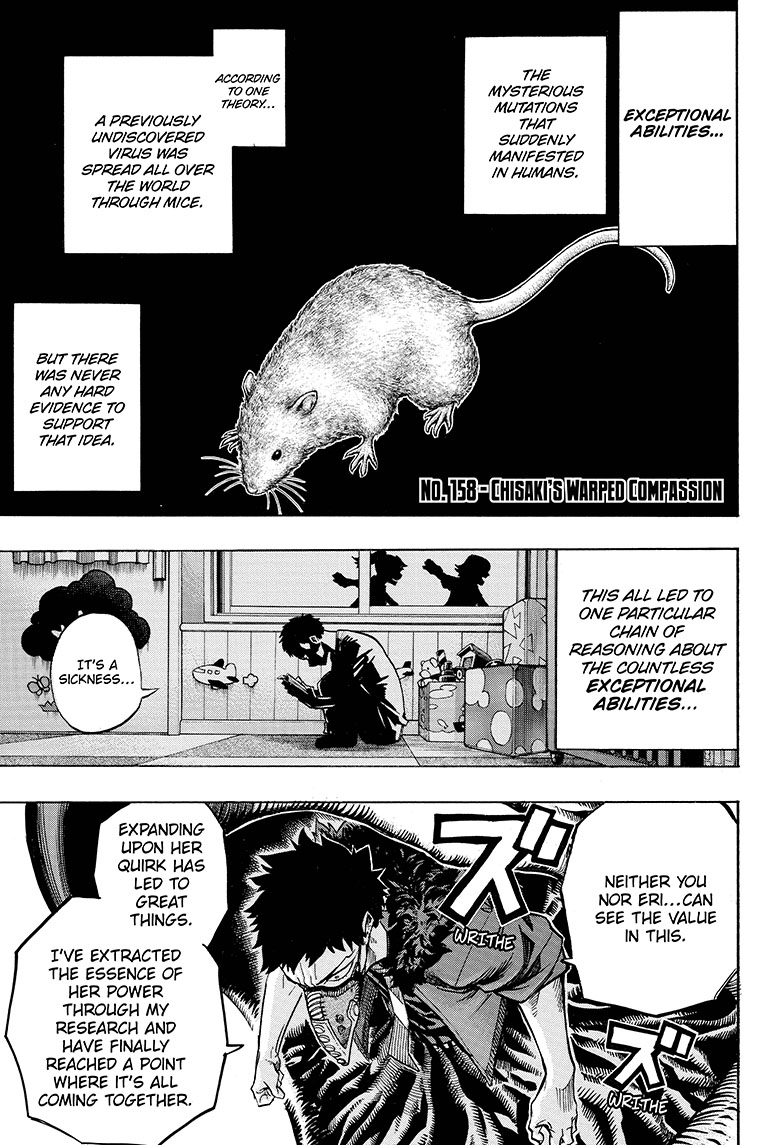 EXCEPTIONAL
ABILITIES...
THE
MYSTERIOUS
MUTATIONS
THAT
SUDDENLY
MANIFESTED
IN HUMANS.
ACCORDING
TO ONE
THEORY...
A PREVIOUSLY
UNDISCOVERED
VIRUS WAS
SPREAD ALL OVER
THE WORLD
THROUGH MICE.
BUT THERE
WAS NEVER
ANY HARD
EVIDENCE TO
SUPPORT
THAT IDEA.
NO. 158 - CHISAKI'S WARPED COMPASSION
THIS ALL LED TO
ONE PARTICULAR
CHAIN OF
REASONING ABOUT
THE COUNTLESS
EXCEPTIONAL
ABILITIES...
IT'S A
SICKNESS...
NEITHER YOU
NOR ERI...CAN
SEE THE VALUE
IN THIS.
ズ
WRITHE
ズ
WRITHE
EXPANDING
UPON HER
QUIRK HAS
LED TO
GREAT
THINGS.
I'VE EXTRACTED
THE ESSENCE OF
HER POWER
THROUGH MY
RESEARCH AND
HAVE FINALLY
REACHED A POINT
WHERE IT'S ALL
COMING TOGETHER.